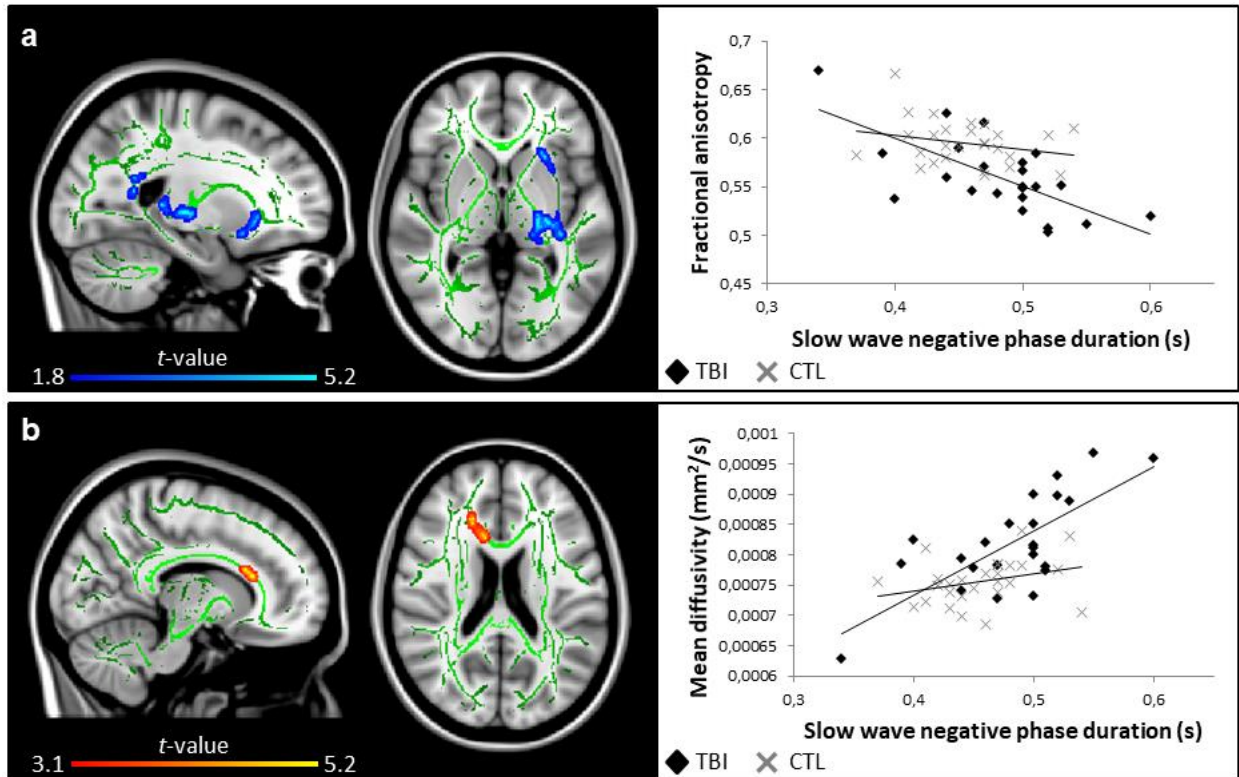 a
t-value
1.8 5.2
Fractional anisotropy
0,7
0,65
0,6
0,55
0,5
0,45
0,3 0,4 0,5 0,6
Slow wave negative phase duration (s)
TBI CTL
b
t-value
3.1 5.2
Mean diffusivity (mm²/s)
0,001
0,00095
0,0009
0,00085
0,0008
0,00075
0,0007
0,00065
0,0006
0,3 0,4 0,5 0,6
Slow wave negative phase duration (s)
TBI CTL